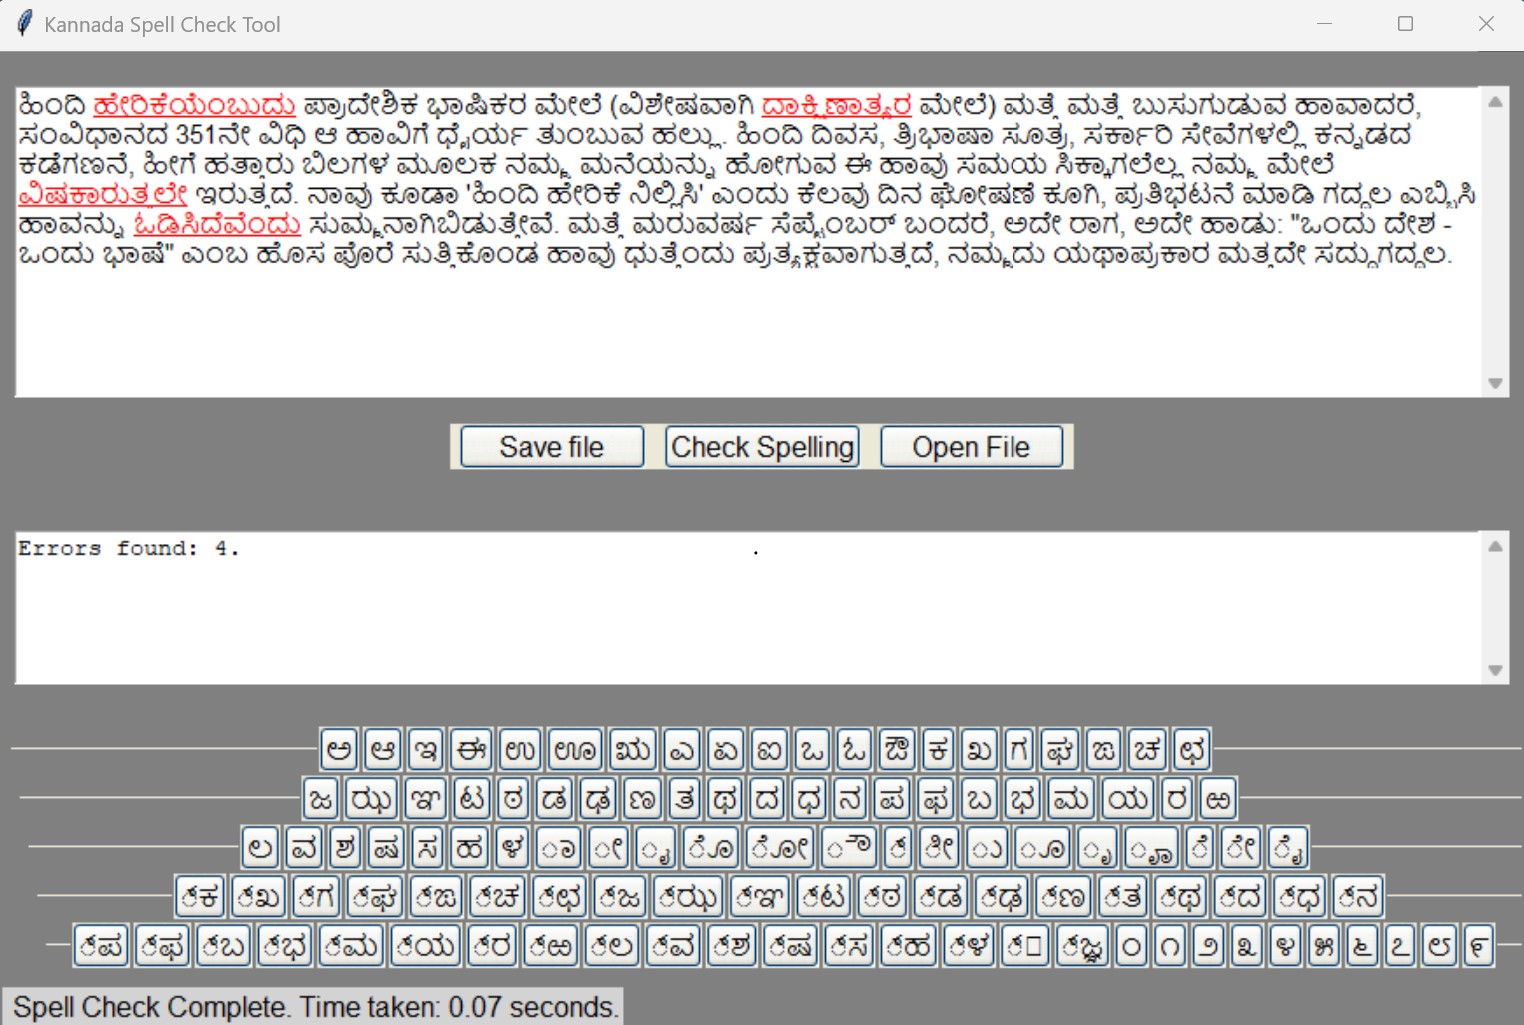 Kannada Spell Check Tool
ಹಿಂದಿ ಹೇರಿಕೆಯೆಂಬುದು ಪ್ರಾದೇಶಿಕ ಭಾಷಿಕರ ಮೇಲೆ (ವಿಶೇಷವಾಗಿ ದಾಕ್ಷಿಣಾತ್ಯರ ಮೇಲೆ) ಮತ್ತೆ ಮತ್ತೆ ಬುಸುಗುಡುವ ಹಾವಾದರೆ,
ಸಂವಿಧಾನದ 351ನೇ ವಿಧಿ ಆ ಹಾವಿಗೆ ಧೈರ್ಯ ತುಂಬುವ ಹಲ್ಲು. ಹಿಂದಿ ದಿವಸ, ತ್ರಿಭಾಷಾ ಸೂತ್ರ, ಸರ್ಕಾರಿ ಸೇವೆಗಳಲ್ಲಿ ಕನ್ನಡದ
ಕಡೆಗಣನೆ, ಹೀಗೆ ಹತ್ತಾರು ಬಿಲಗಳ ಮೂಲಕ ನಮ್ಮ ಮನೆಯನ್ನು ಹೋಗುವ ಈ ಹಾವು ಸಮಯ ಸಿಕ್ಕಾಗಲೆಲ್ಲ ನಮ್ಮ ಮೇಲೆ
ವಿಷಕಾರುತ್ತಲೇ ಇರುತ್ತದೆ. ನಾವು ಕೂಡಾ 'ಹಿಂದಿ ಹೇರಿಕೆ ನಿಲ್ಲಿಸಿ' ಎಂದು ಕೆಲವು ದಿನ ಘೋಷಣೆ ಕೂಗಿ, ಪ್ರತಿಭಟನೆ ಮಾಡಿ ಗದ್ದಲ ಎಬ್ಬಿಸಿ
ಹಾವನ್ನು ಓಡಿಸಿದೆವೆಂದು ಸುಮ್ಮನಾಗಿಬಿಡುತ್ತೇವೆ. ಮತ್ತೆ ಮರುವರ್ಷ ಸೆಪ್ಟೆಂಬರ್ ಬಂದರೆ, ಅದೇ ರಾಗ, ಅದೇ ಹಾಡು: "ಒಂದು ದೇಶ -
ಒಂದು ಭಾಷೆ" ಎಂಬ ಹೊಸ ಪೊರೆ ಸುತ್ತಿಕೊಂಡ ಹಾವು ಧುತ್ತೆಂದು ಪ್ರತ್ಯಕ್ಷವಾಗುತ್ತದೆ, ನಮ್ಮದು ಯಥಾಪ್ರಕಾರ ಮತ್ತದೇ ಸದ್ದುಗದ್ದಲ.
Save file Check Spelling Open File
Errors found: 4.
ಅ ಆ ಇ ಈ ಉ ಊ ಋ ಎ ಏ ಐ ಒ ಓ ಔ ಕ ಖ ಗ ಘ ಙ ಚ ಛ
ಜ ಝ ಞ ಟ ಠ ಡ ಢ ಣ ತ ಥ ದ ಧ ನ ಪ ಫ ಬ ಭ ಮ ಯ ರ ಱ
ಲ ವ ಶ ಷ ಸ ಹ ಳ ಾ ೀ ೃ ೊ ೋ ೌ ್ ೀ ು ೂ ೃ ೄ ೆ ೇ ೈ
್ಕ ್ಖ ್ಗ ್ಘ ್ಙ ್ಚ ್ಛ ್ಜ ್ಝ ್ಞ ್ಟ ್ಠ ್ಡ ್ಢ ್ಣ ್ತ ್ಥ ್ದ ್ಧ ್ನ
್ಪ ್ಫ ್ಬ ್ಭ ್ಮ ್ಯ ್ರ ್ಱ ್ಲ ್ವ ್ಶ ್ಷ ್ಸ ್ಹ ್ಳ ್ ್ಜ್ಞ ೦ ೧ ೨ ೩ ೪ ೫ ೬ ೭ ೮ ೯
Spell Check Complete. Time taken: 0.07 seconds.